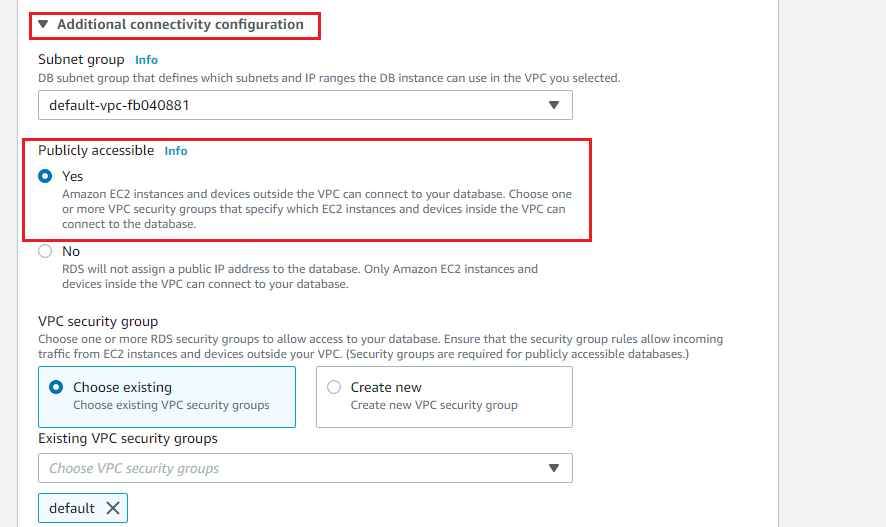 Additional connectivity configuration
Subnet group Info
DB subnet group that defines which subnets and IP ranges the DB instance can use in the VPC you selected.
default-vpc-fb040881
Publicly accessible Info
Yes
Amazon EC2 instances and devices outside the VPC can connect to your database. Choose one
or more VPC security groups that specify which EC2 instances and devices inside the VPC can
connect to the database.
No
RDS will not assign a public IP address to the database. Only Amazon EC2 instances and
devices inside the VPC can connect to your database.
VPC security group
Choose one or more RDS security groups to allow access to your database. Ensure that the security group rules allow incoming
traffic from EC2 instances and devices outside your VPC. (Security groups are required for publicly accessible databases.)
Choose existing
Choose existing VPC security groups
Create new
Create new VPC security group
Existing VPC security groups
Choose VPC security groups
default